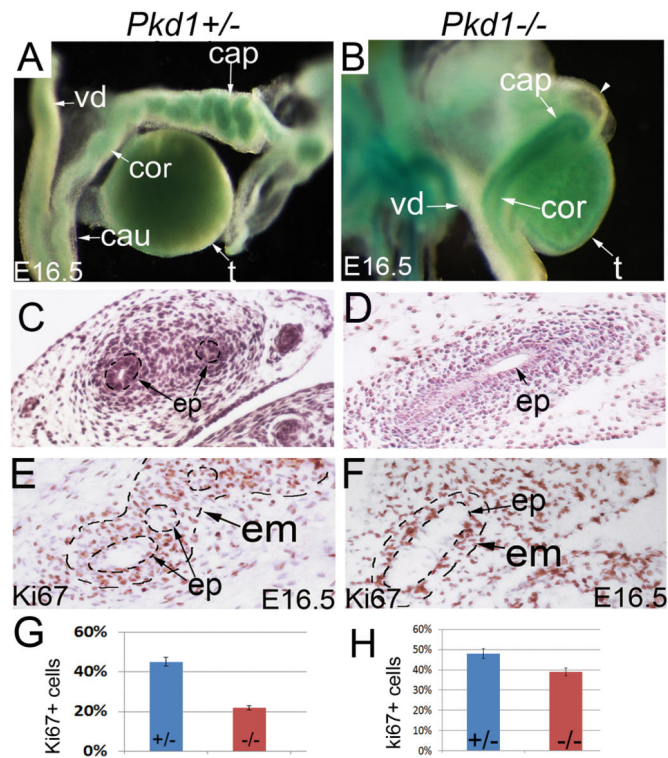 Pkd1+/-
Pkd1-/-
A
cap
vd
cor
cau
t
E16.5
B
cap
vd
cor
t
E16.5
C
ep
D
ep
E
em
ep
Ki67
E16.5
F
ep
em
Ki67
E16.5
G
Ki67+ cells
60%
40%
20%
0%
+/-
-/-
H
ki67+ cells
60%
50%
40%
30%
20%
10%
0%
+/-
-/-